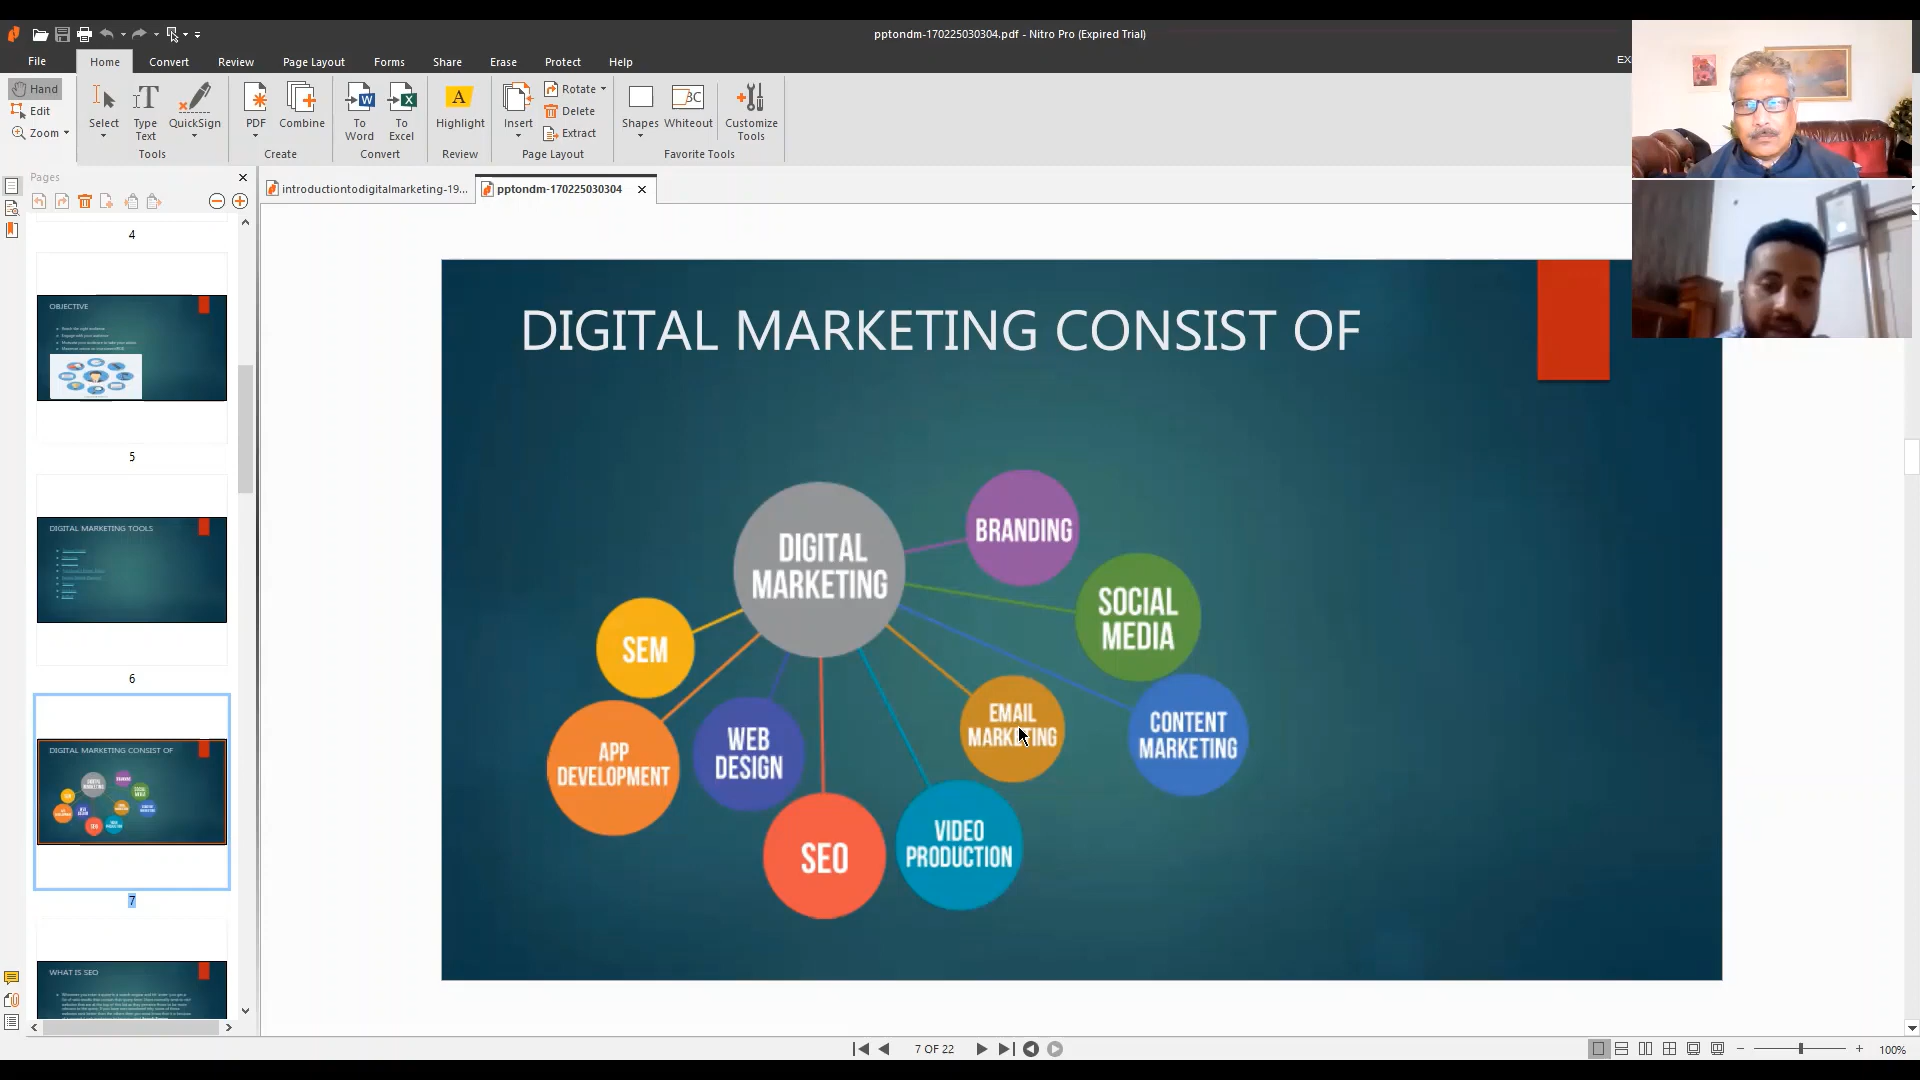 pptondm-170225030304.pdf - Nitro Pro (Expired Trial)
File Home Convert Review Page Layout Forms Share Erase Protect Help EX
Hand
Edit
Zoom
Select Type Text QuickSign
Tools
PDF Combine
Create
To Word To Excel
Convert
A
Highlight
Review
Insert Rotate
Delete
Extract
Page Layout
Shapes Whiteout Customize Tools
Favorite Tools
Pages
introductiontodigitalmarketing-19... pptondm-170225030304
4
OBJECTIVE
5
DIGITAL MARKETING TOOLS
6
DIGITAL MARKETING CONSIST OF
7
WHAT IS SEO
DIGITAL MARKETING CONSIST OF
DIGITAL
MARKETING
BRANDING
SOCIAL
MEDIA
SEM
EMAIL
MARKETING
CONTENT
MARKETING
APP
DEVELOPMENT
WEB
DESIGN
SEO
VIDEO
PRODUCTION
7 OF 22
100%